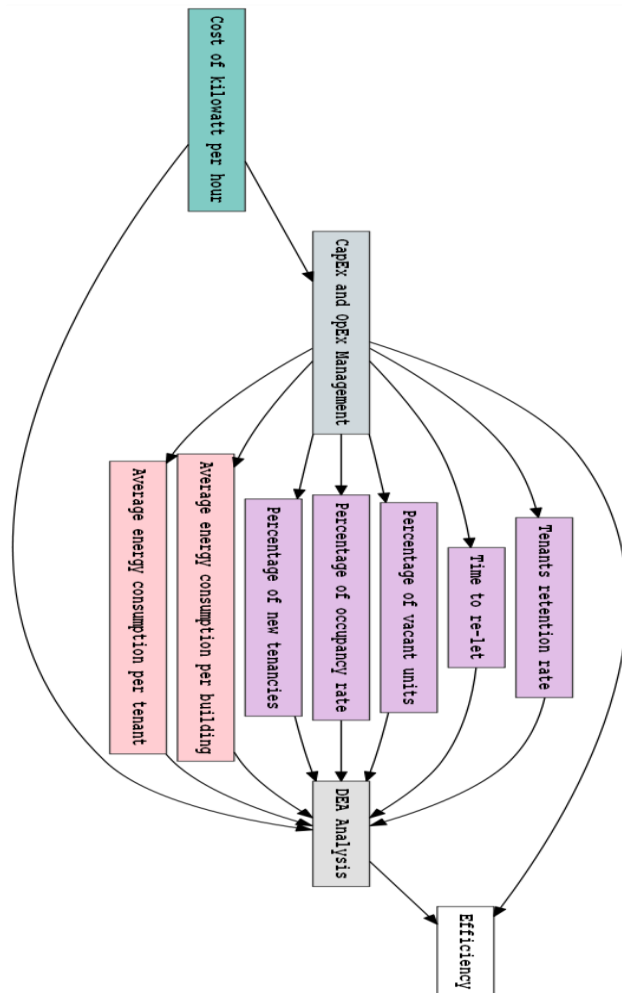 Cost of kilowatt per hour
CapEx and OpEx Management
Tenants retention rate
Time to re-let
Percentage of vacant units
Percentage of occupancy rate
Percentage of new tenancies
Average energy consumption per building
Average energy consumption per tenant
DEA Analysis
Efficiency